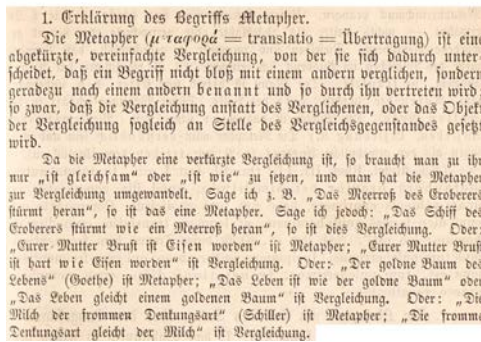 1. Erklärung des Begriffs Metapher.
Die Metapher (μ ταφορά = translatio = Übertragung) ist eine
abgekürzte, vereinfachte Vergleichung, von der sie sich dadurch unter-
scheidet, daß ein Begriff nicht bloß mit einem andern verglichen, sondern
geradezu nach einem andern benannt und so durch ihn vertreten wird;
so zwar, daß die Vergleichung anstatt des Verglichenen, oder das Objekt
der Vergleichung sogleich an Stelle des Vergleichsgegenstandes gesetzt
wird.
Da die Metapher eine verkürzte Vergleichung ist, so braucht man zu ihr
nur „ist gleichsam“ oder „ist wie“ zu setzen, und man hat die Metapher
zur Vergleichung umgewandelt. Sage ich z. B. „Das Meerroß des Eroberers
stürmt heran“, so ist das eine Metapher. Sage ich jedoch: „Das Schiff des
Eroberers stürmt wie ein Meerroß heran“, so ist dies Vergleichung. Oder:
„Eurer Mutter Brust ist Eisen worden“ ist Metapher; „Eurer Mutter Brust
ist hart wie Eisen worden“ ist Vergleichung. Oder: „Der goldne Baum des
Lebens“ (Goethe) ist Metapher; „Das Leben ist wie der goldne Baum“ oder
„Das Leben gleicht einem goldenen Baum“ ist Vergleichung. Oder: „Die
Milch der frommen Denkungsart“ (Schiller) ist Metapher; „Die fromme
Denkungsart gleicht der Milch“ ist Vergleichung.